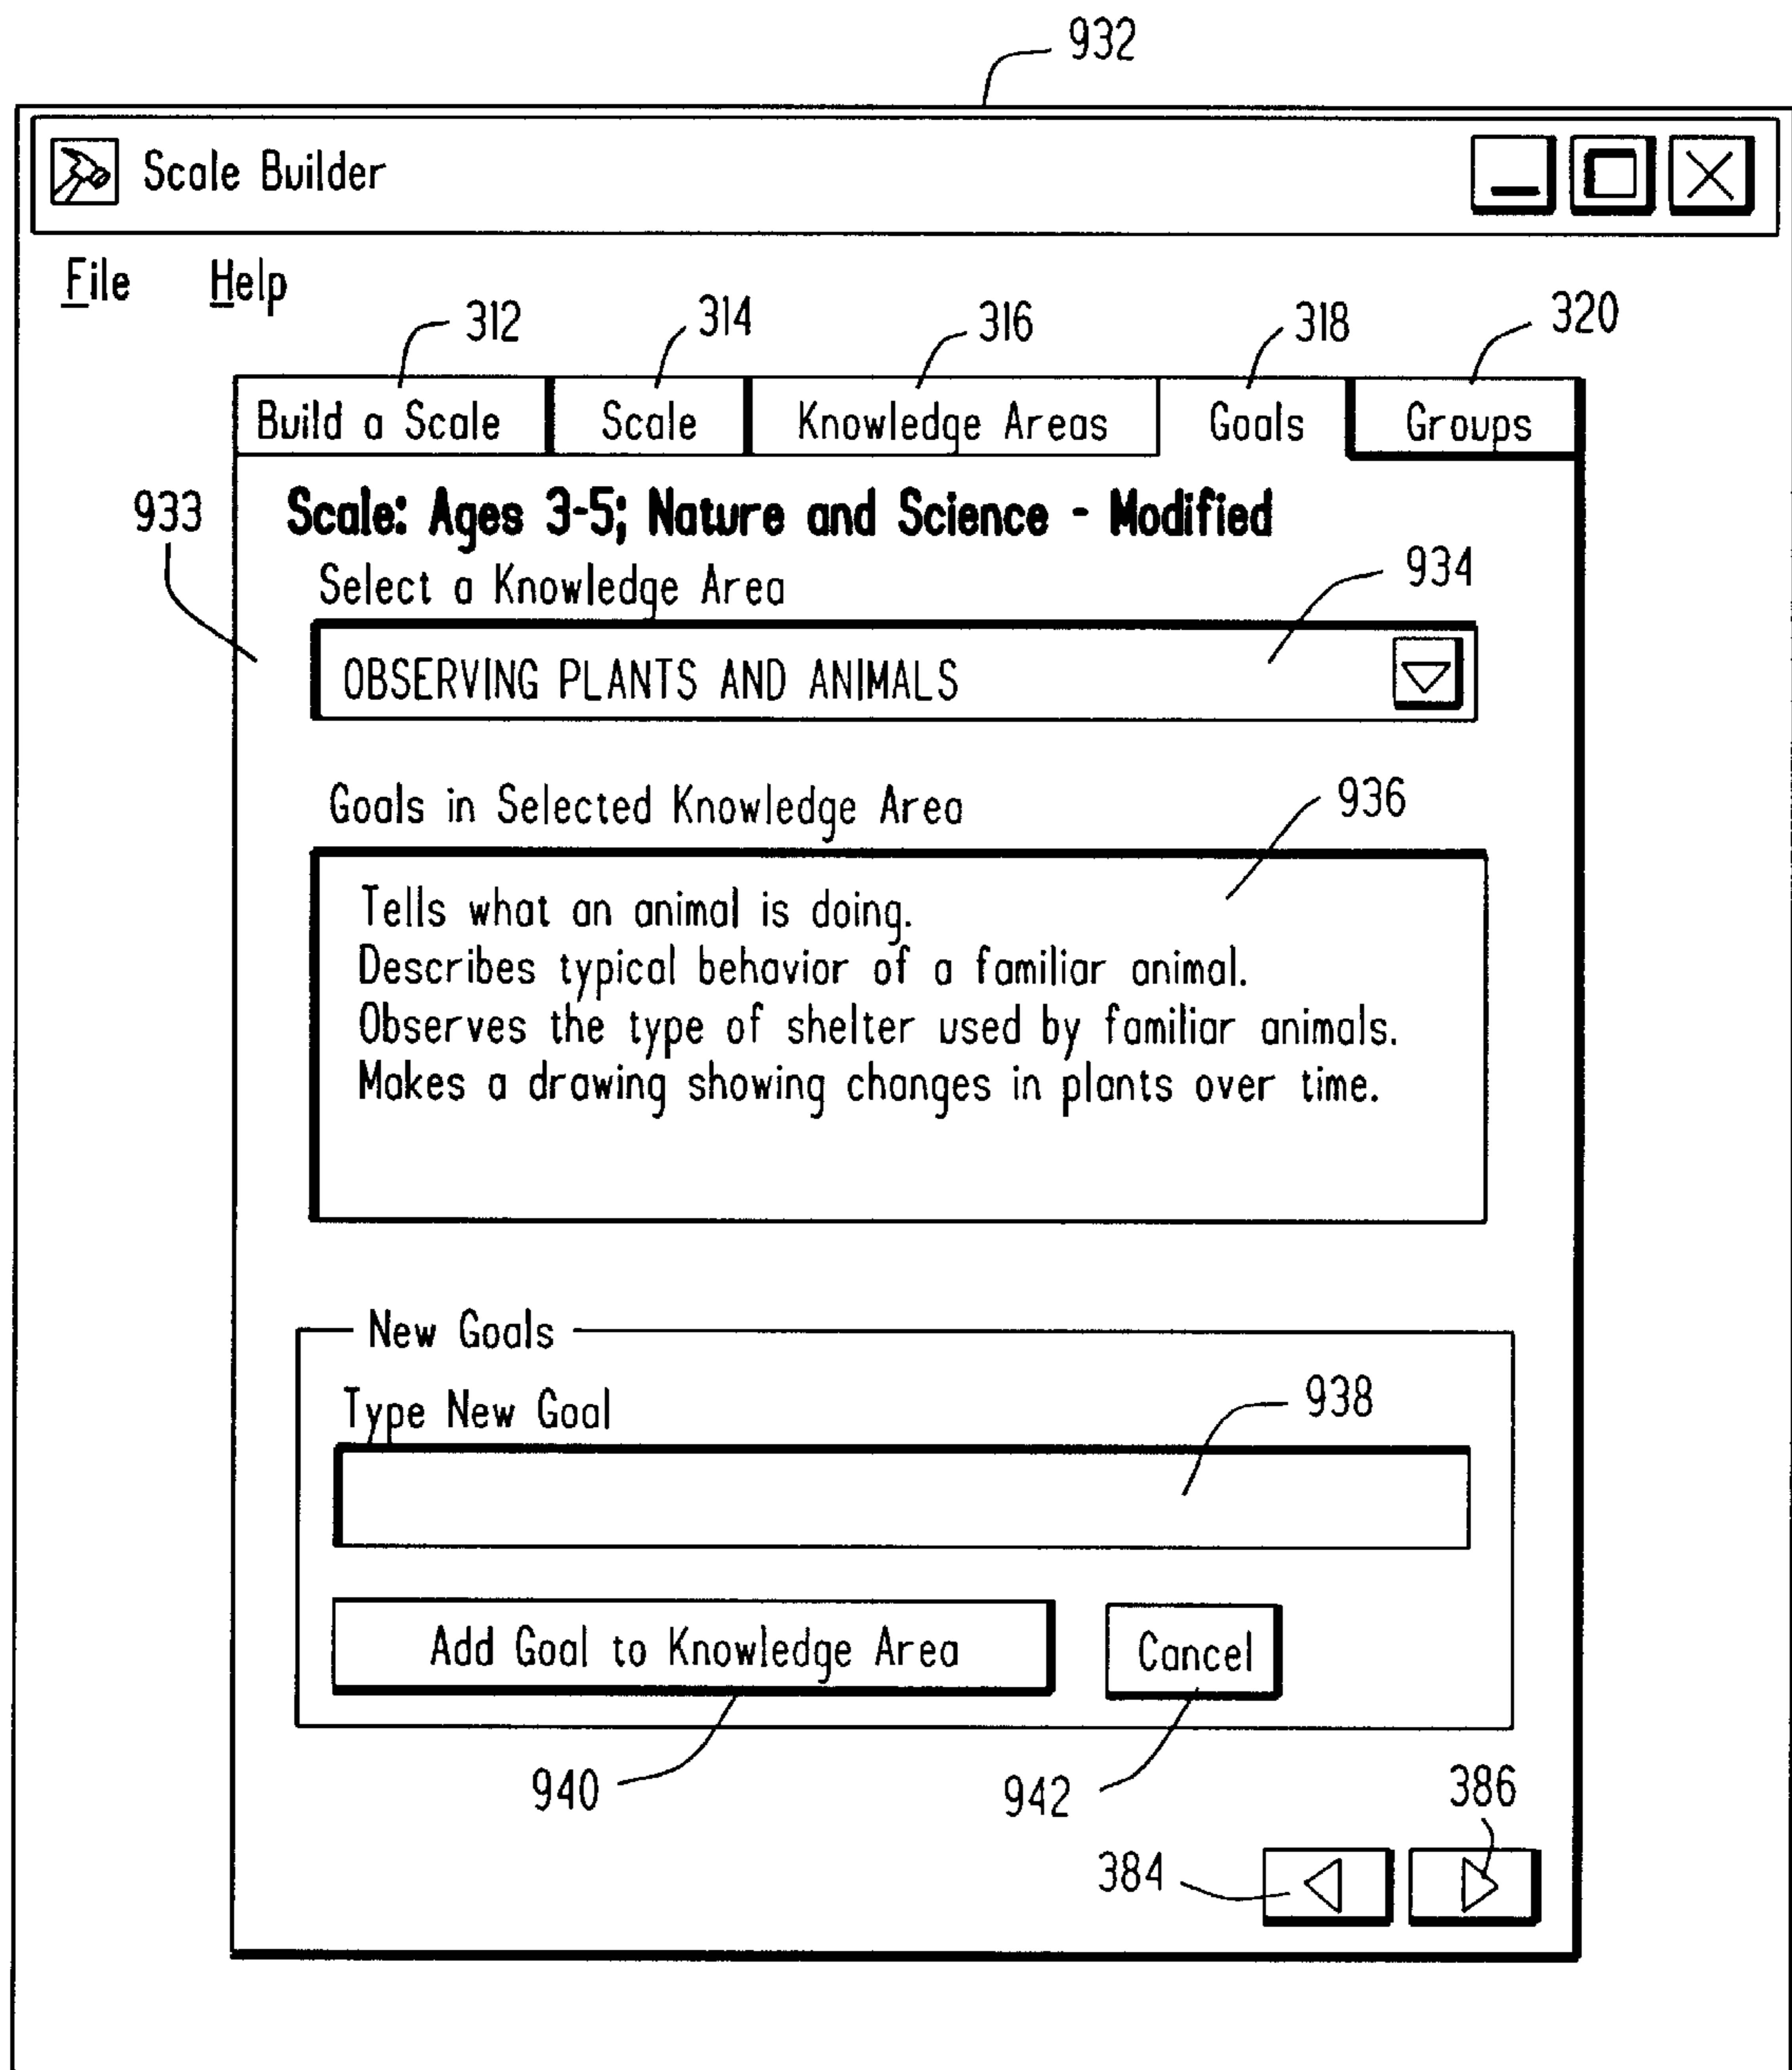 932
Scale Builder
File Help
312 314 316 318 320
Build a Scale Scale Knowledge Areas Goals Groups
933
Scale: Ages 3-5; Nature and Science - Modified
Select a Knowledge Area
934
OBSERVING PLANTS AND ANIMALS
Goals in Selected Knowledge Area
936
Tells what an animal is doing.
Describes typical behavior of a familiar animal.
Observes the type of shelter used by familiar animals.
Makes a drawing showing changes in plants over time.
New Goals
Type New Goal
938
Add Goal to Knowledge Area Cancel
940 942 386
384